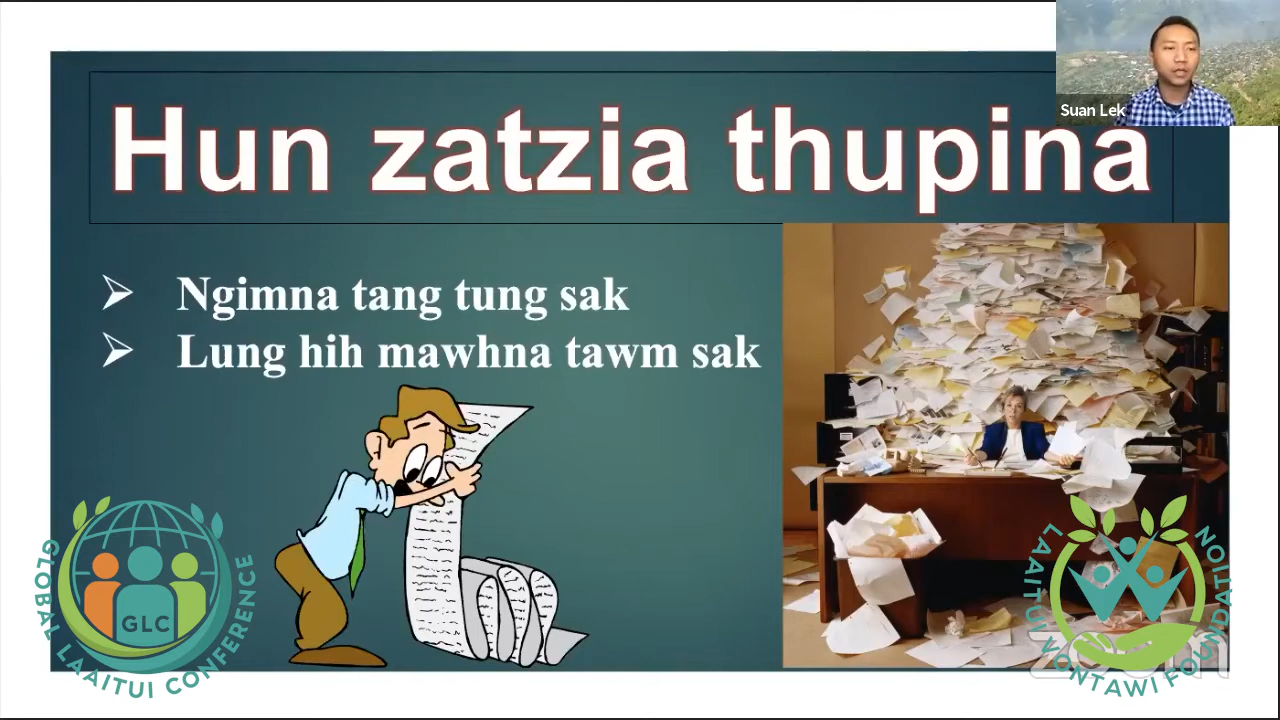 Suan Lek
Hun zatzia thupina
➢ Ngimna tang tung sak
➢ Lung hih mawhna tawm sak
GLC
GLOBAL LAAITUI CONFERENCE
LAAITUI VONTAWI FOUNDATION
zoom